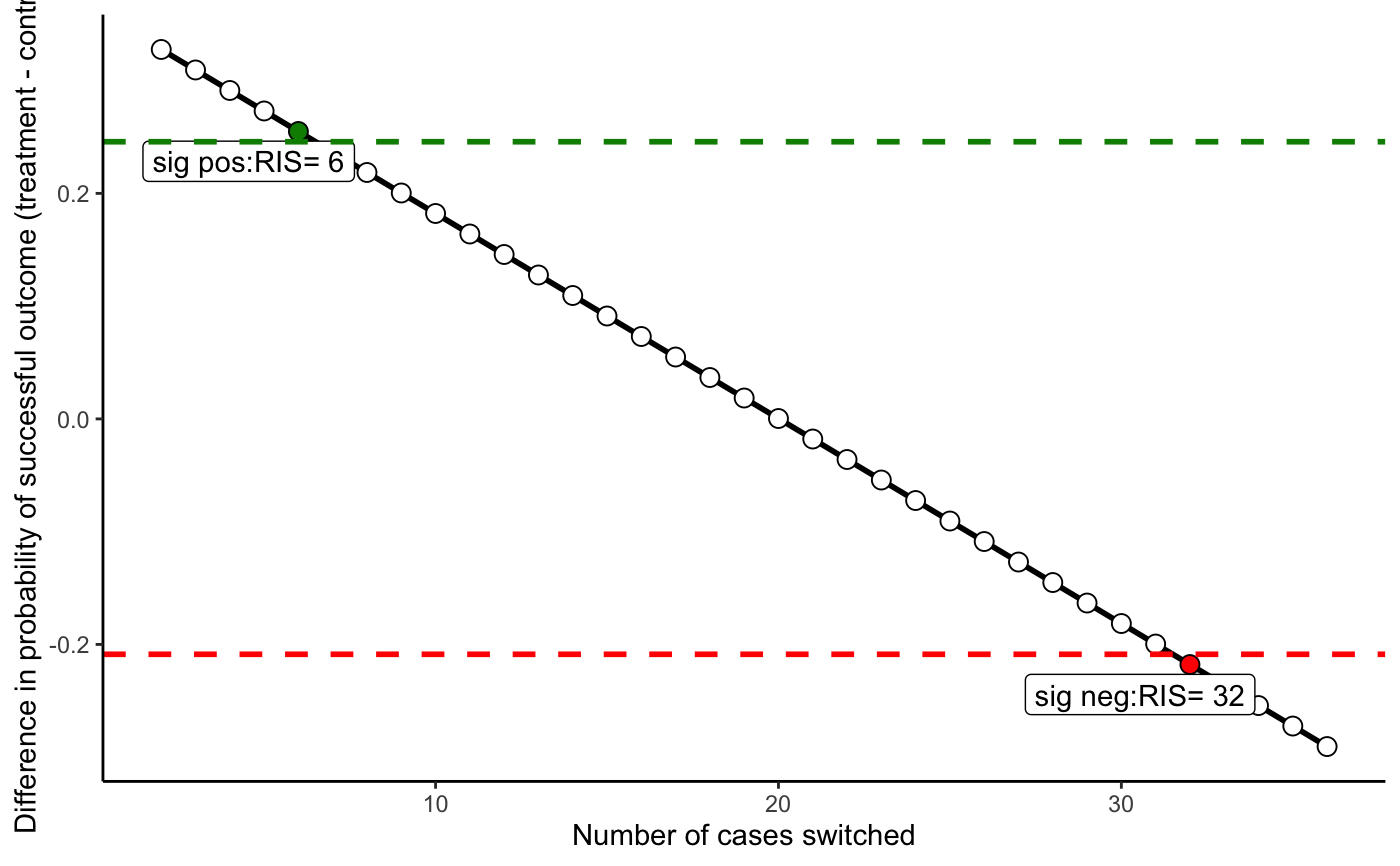 Difference in probability of successful outcome (treatment - contr
0.2
0.0
-0.2
sig pos:RIS= 6
sig neg:RIS= 32
10
20
30
Number of cases switched